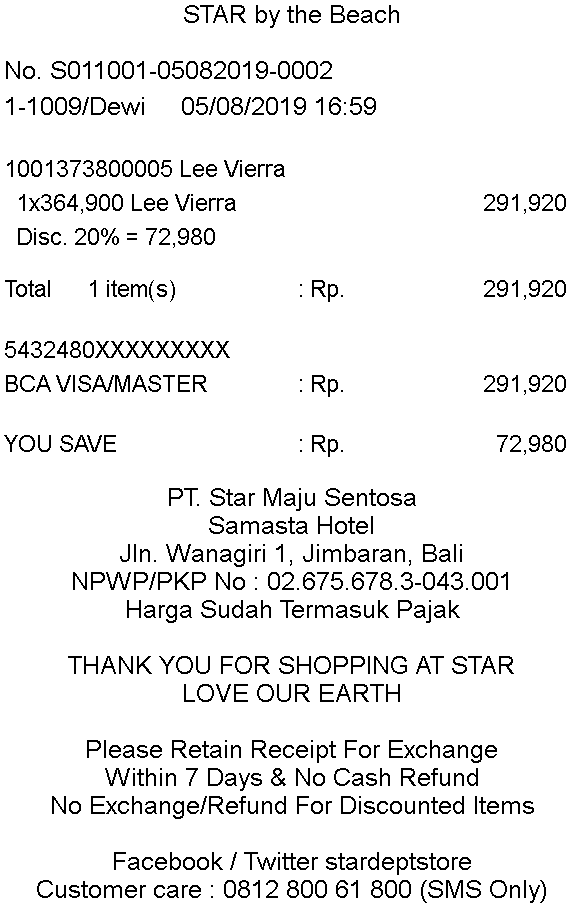 STAR by the Beach
No. S011001-05082019-0002
1-1009/Dewi 05/08/2019 16:59
1001373800005 Lee Vierra
1x364,900 Lee Vierra 291,920
Disc. 20% = 72,980
Total 1 item(s) : Rp. 291,920
5432480XXXXXXXXX
BCA VISA/MASTER : Rp. 291,920
YOU SAVE : Rp. 72,980
PT. Star Maju Sentosa
Samasta Hotel
Jln. Wanagiri 1, Jimbaran, Bali
NPWP/PKP No : 02.675.678.3-043.001
Harga Sudah Termasuk Pajak
THANK YOU FOR SHOPPING AT STAR
LOVE OUR EARTH
Please Retain Receipt For Exchange
Within 7 Days & No Cash Refund
No Exchange/Refund For Discounted Items
Facebook / Twitter stardeptstore
Customer care : 0812 800 61 800 (SMS Only)